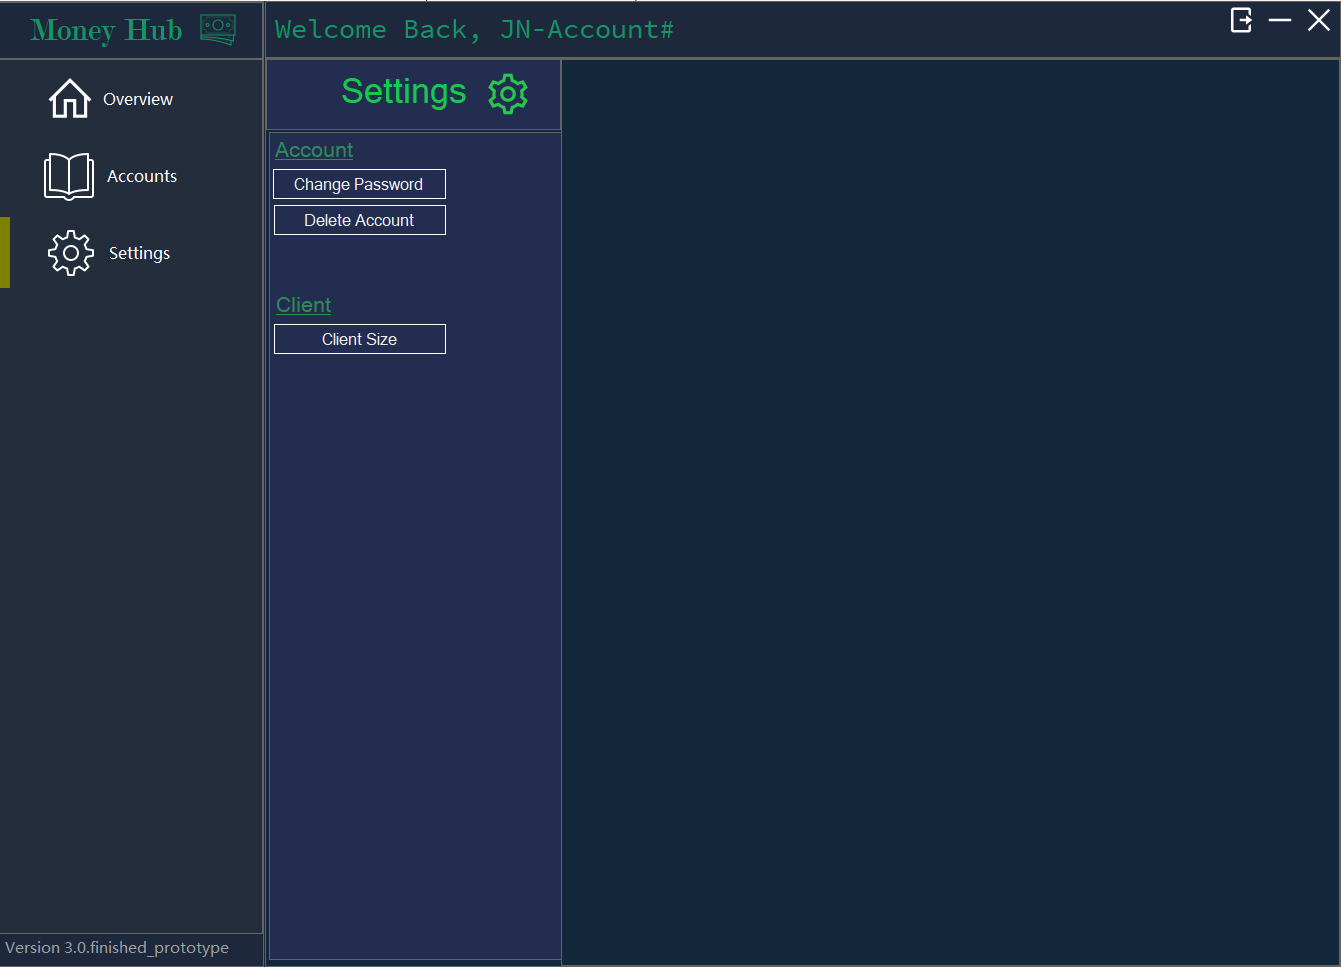 Money Hub
Welcome Back, JN-Account#
Overview
Accounts
Settings
Settings
Account
Change Password
Delete Account
Client
Client Size
Version 3.0.finished_prototype